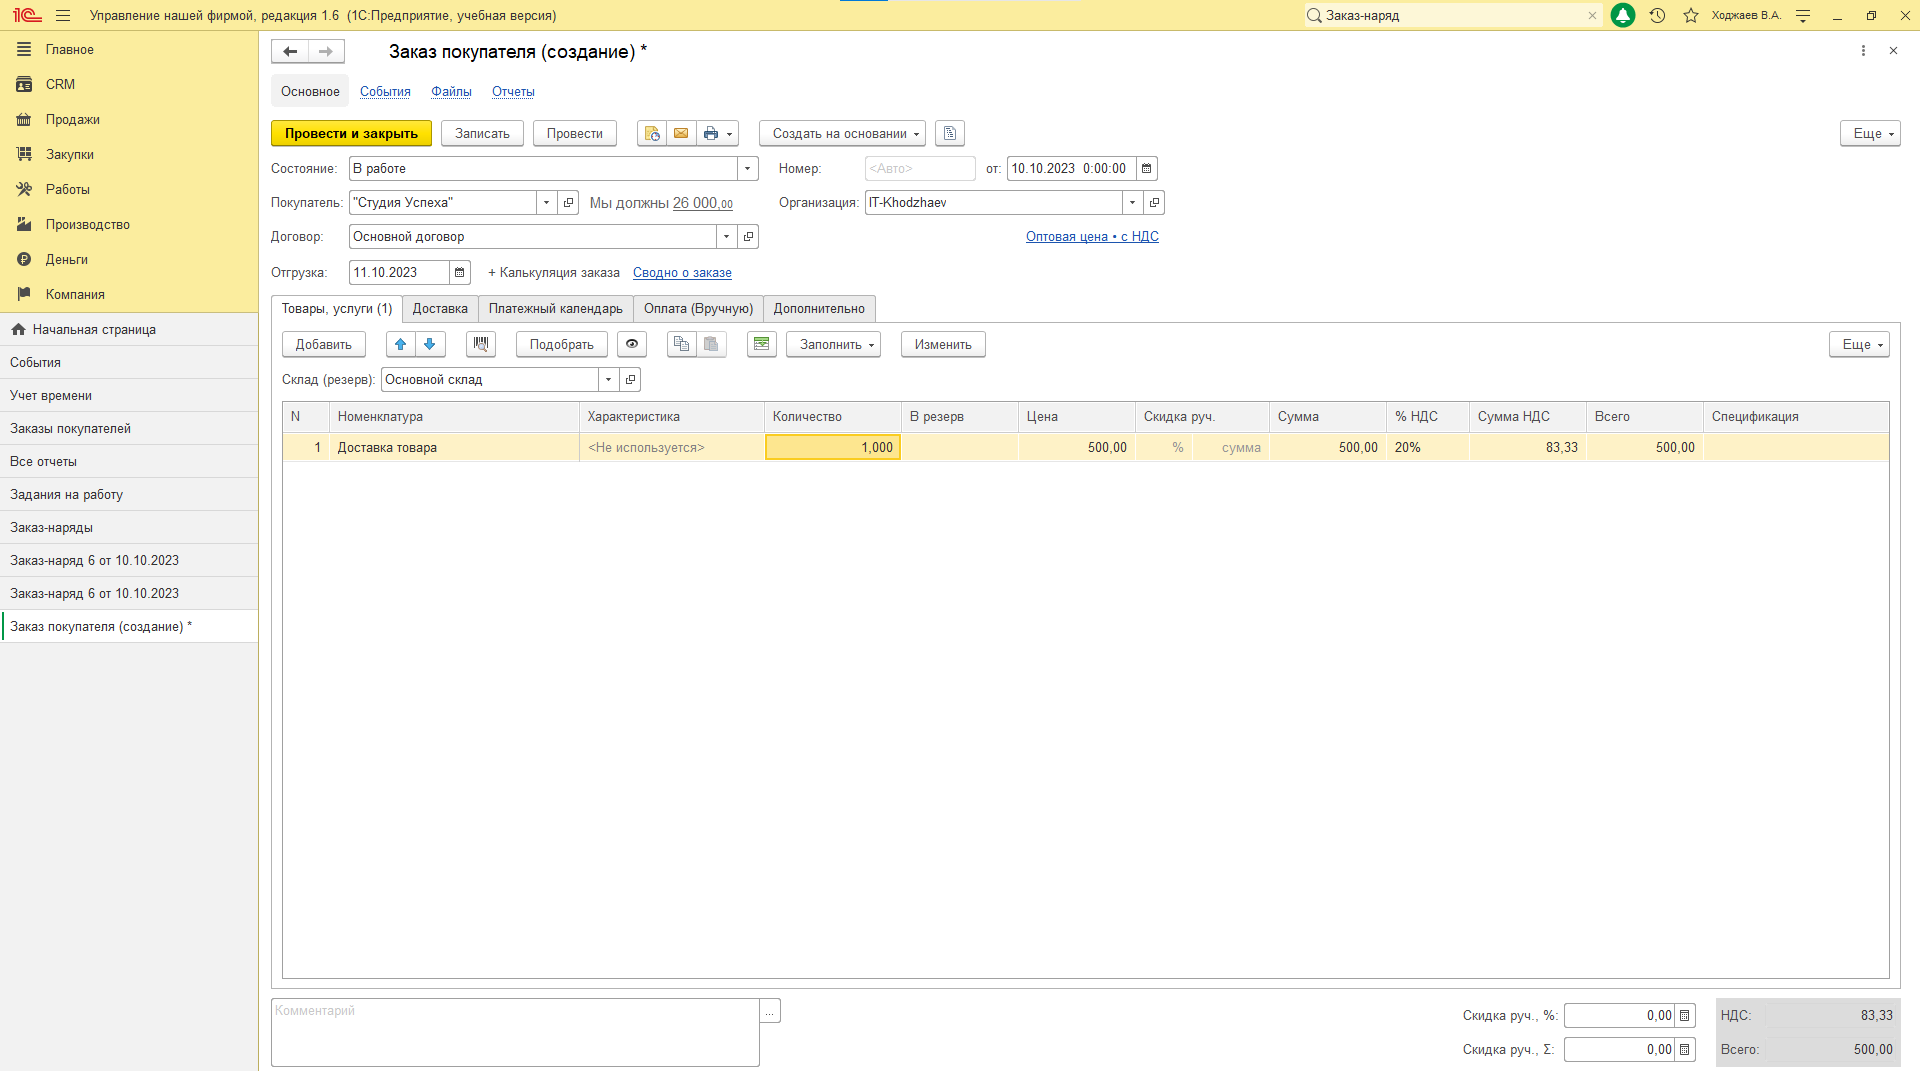 1С Управление нашей фирмой, редакция 1.6 (1С:Предприятие, учебная версия) Заказ-наряд Ходжаев В.А.
Главное
CRM
Продажи
Закупки
Работы
Производство
Деньги
Компания
Начальная страница
События
Учет времени
Заказы покупателей
Все отчеты
Задания на работу
Заказ-наряды
Заказ-наряд 6 от 10.10.2023
Заказ-наряд 6 от 10.10.2023
Заказ покупателя (создание) *
Заказ покупателя (создание) *
Основное События Файлы Отчеты
Провести и закрыть Записать Провести Создать на основании Еще
Состояние: В работе Номер: <Авто> от: 10.10.2023 0:00:00
Покупатель: "Студия Успеха" Мы должны 26 000,00 Организация: IT-Khodzhaev
Договор: Основной договор Оптовая цена • с НДС
Отгрузка: 11.10.2023 + Калькуляция заказа Сводно о заказе
Товары, услуги (1) Доставка Платежный календарь Оплата (Вручную) Дополнительно
Добавить Подобрать Заполнить Изменить Еще
Склад (резерв): Основной склад
N Номенклатура Характеристика Количество В резерв Цена Скидка руч. Сумма % НДС Сумма НДС Всего Спецификация
1 Доставка товара <Не используется> 1,000 500,00 % сумма 500,00 20% 83,33 500,00
Комментарий ...
Скидка руч., %: 0,00 НДС: 83,33
Скидка руч., Σ: 0,00 Всего: 500,00